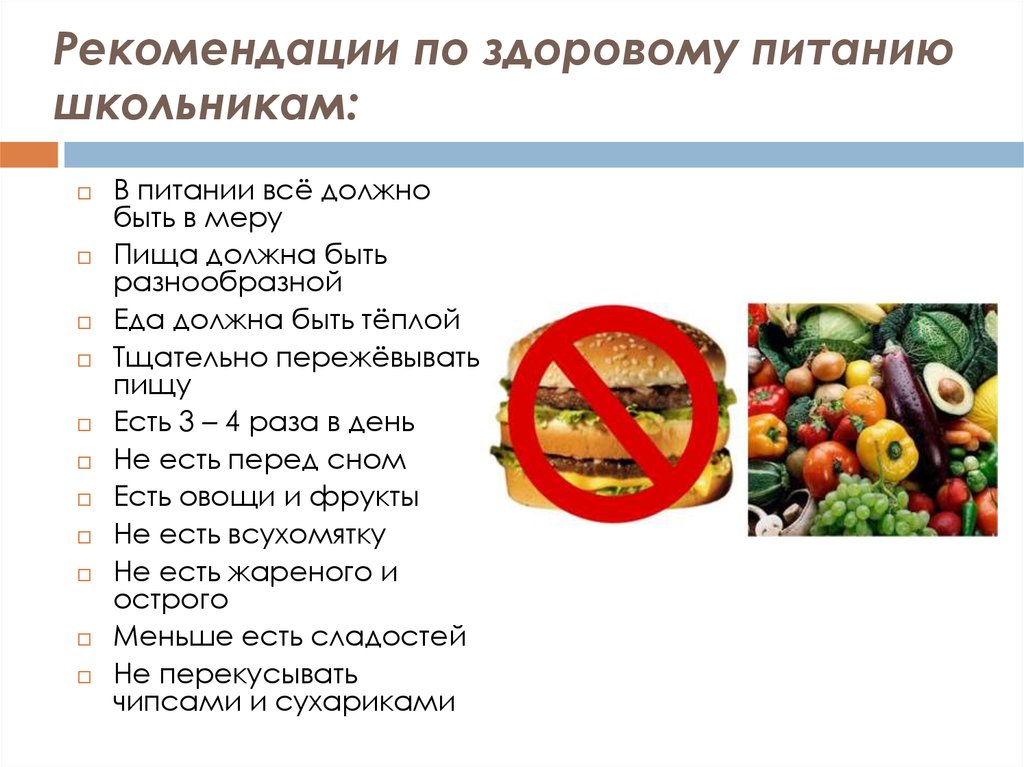 Рекомендации по здоровому питанию
школьникам:
В питании всё должно
быть в меру
Пища должна быть
разнообразной
Еда должна быть тёплой
Тщательно пережёвывать
пищу
Есть 3 – 4 раза в день
Не есть перед сном
Есть овощи и фрукты
Не есть всухомятку
Не есть жареного и
острого
Меньше есть сладостей
Не перекусывать
чипсами и сухариками